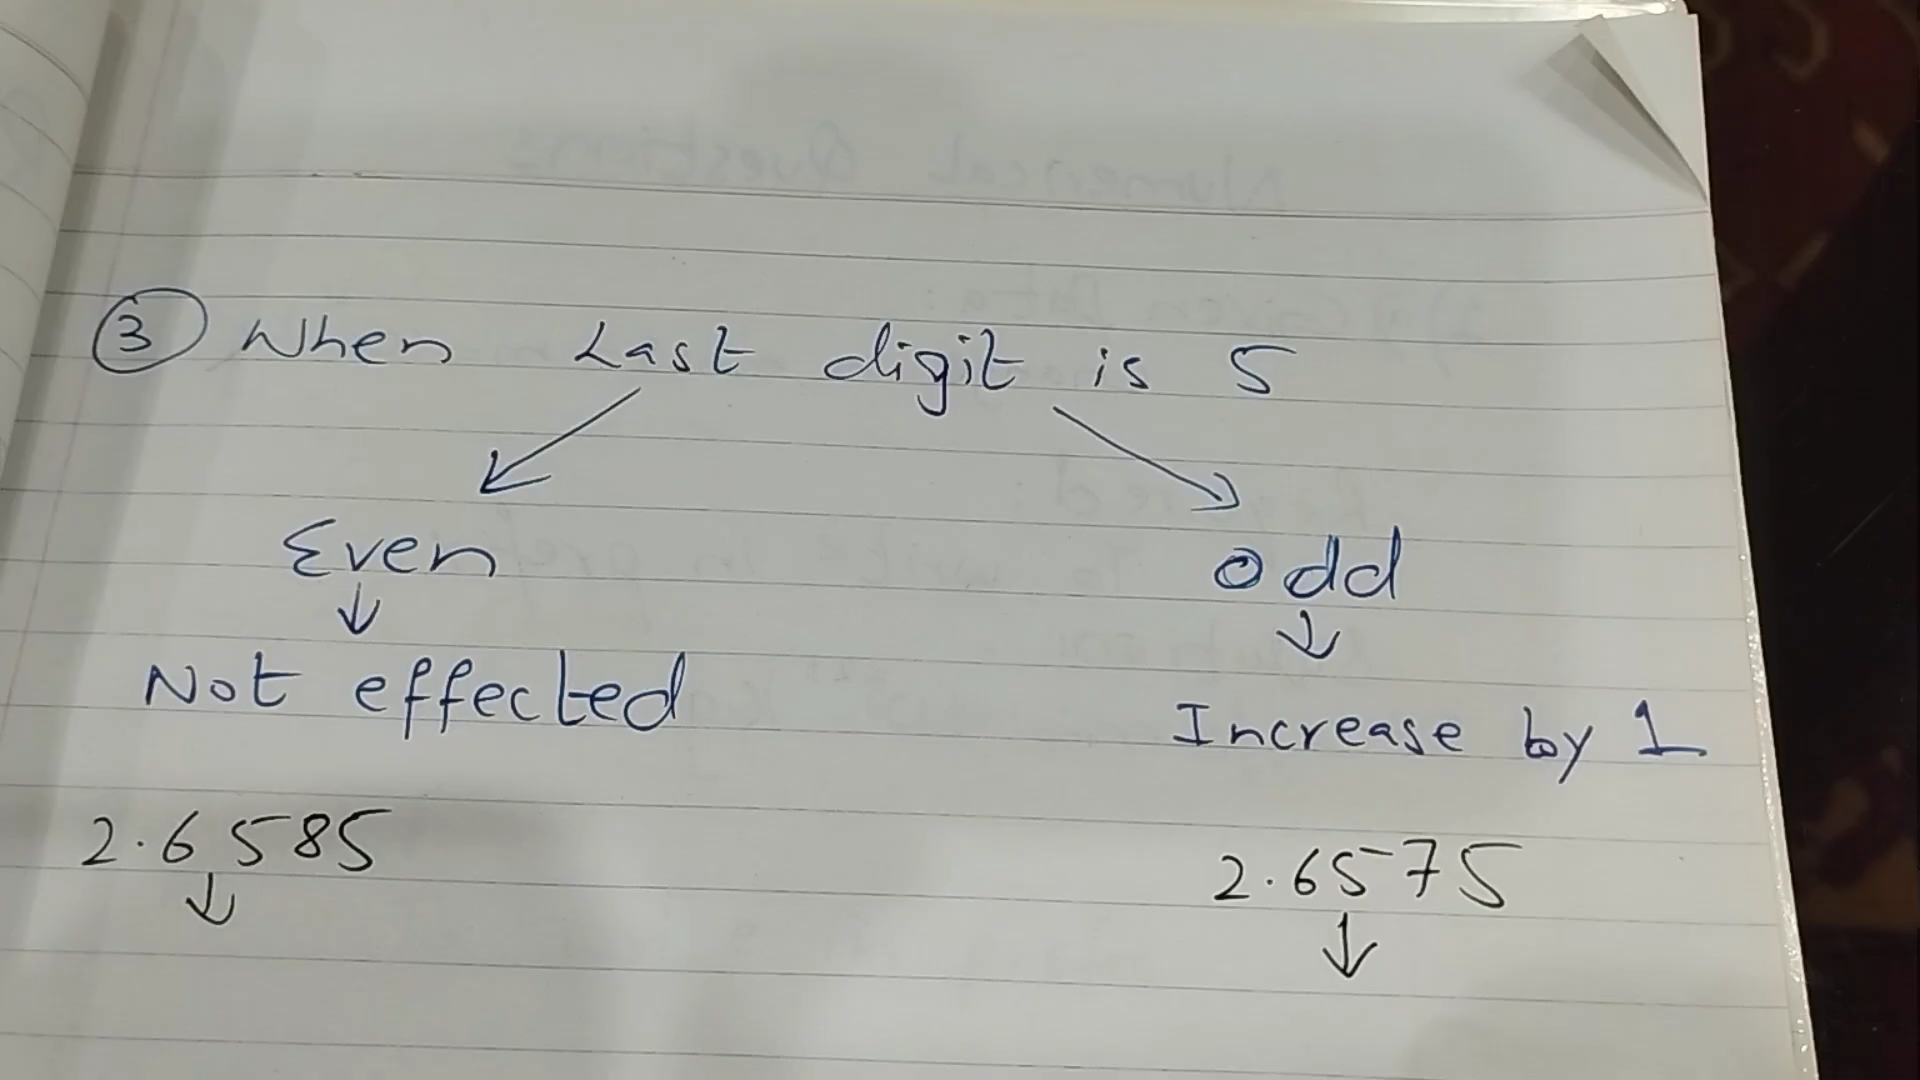 3 When Last digit is 5
Even
Odd
Not effected
Increase by 1
2.6585
2.6575